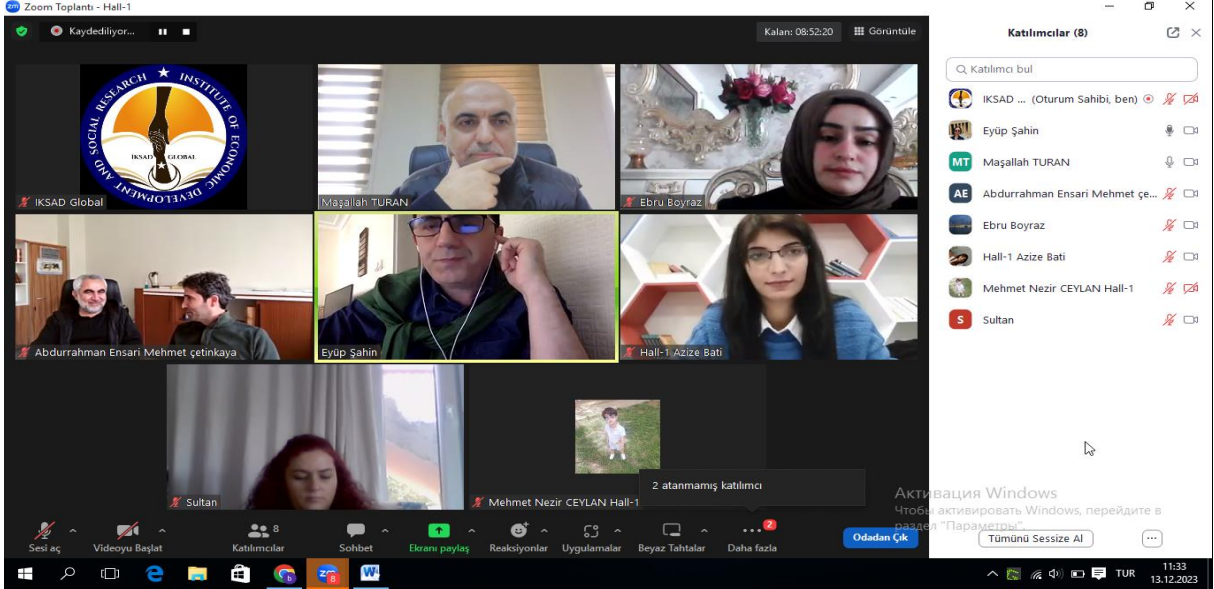 Zoom Toplantı - Hall-1
Kaydediliyor...
Kalan: 08:52:20
Görüntüle
INSTITUTE OF ECONOMIC DEVELOPMENT AND SOCIAL RESEARCH
IKSAD GLOBAL
IKSAD Global
Maşallah TURAN
Ebru Boyraz
Abdurrahman Ensari Mehmet çetinkaya
Eyüp Şahin
Hall-1 Azize Bati
Sultan
Mehmet Nezir CEYLAN Hall-1
2 atanmamış katılımcı
Katılımcılar (8)
Katılımcı bul
IKSAD ... (Oturum Sahibi, ben)
Eyüp Şahin
MT Maşallah TURAN
AE Abdurrahman Ensari Mehmet çe...
Ebru Boyraz
Hall-1 Azize Bati
Mehmet Nezir CEYLAN Hall-1
S Sultan
Активация Windows
Чтобы активировать Windows, перейдите в
раздел "Параметры".
Tümünü Sessize Al
Sesi aç
Videoyu Başlat
8
Katılımcılar
Sohbet
Ekranı paylaş
Reaksiyonlar
Uygulamalar
Beyaz Tahtalar
2
Daha fazla
Odadan Çık
TUR
11:33
13.12.2023